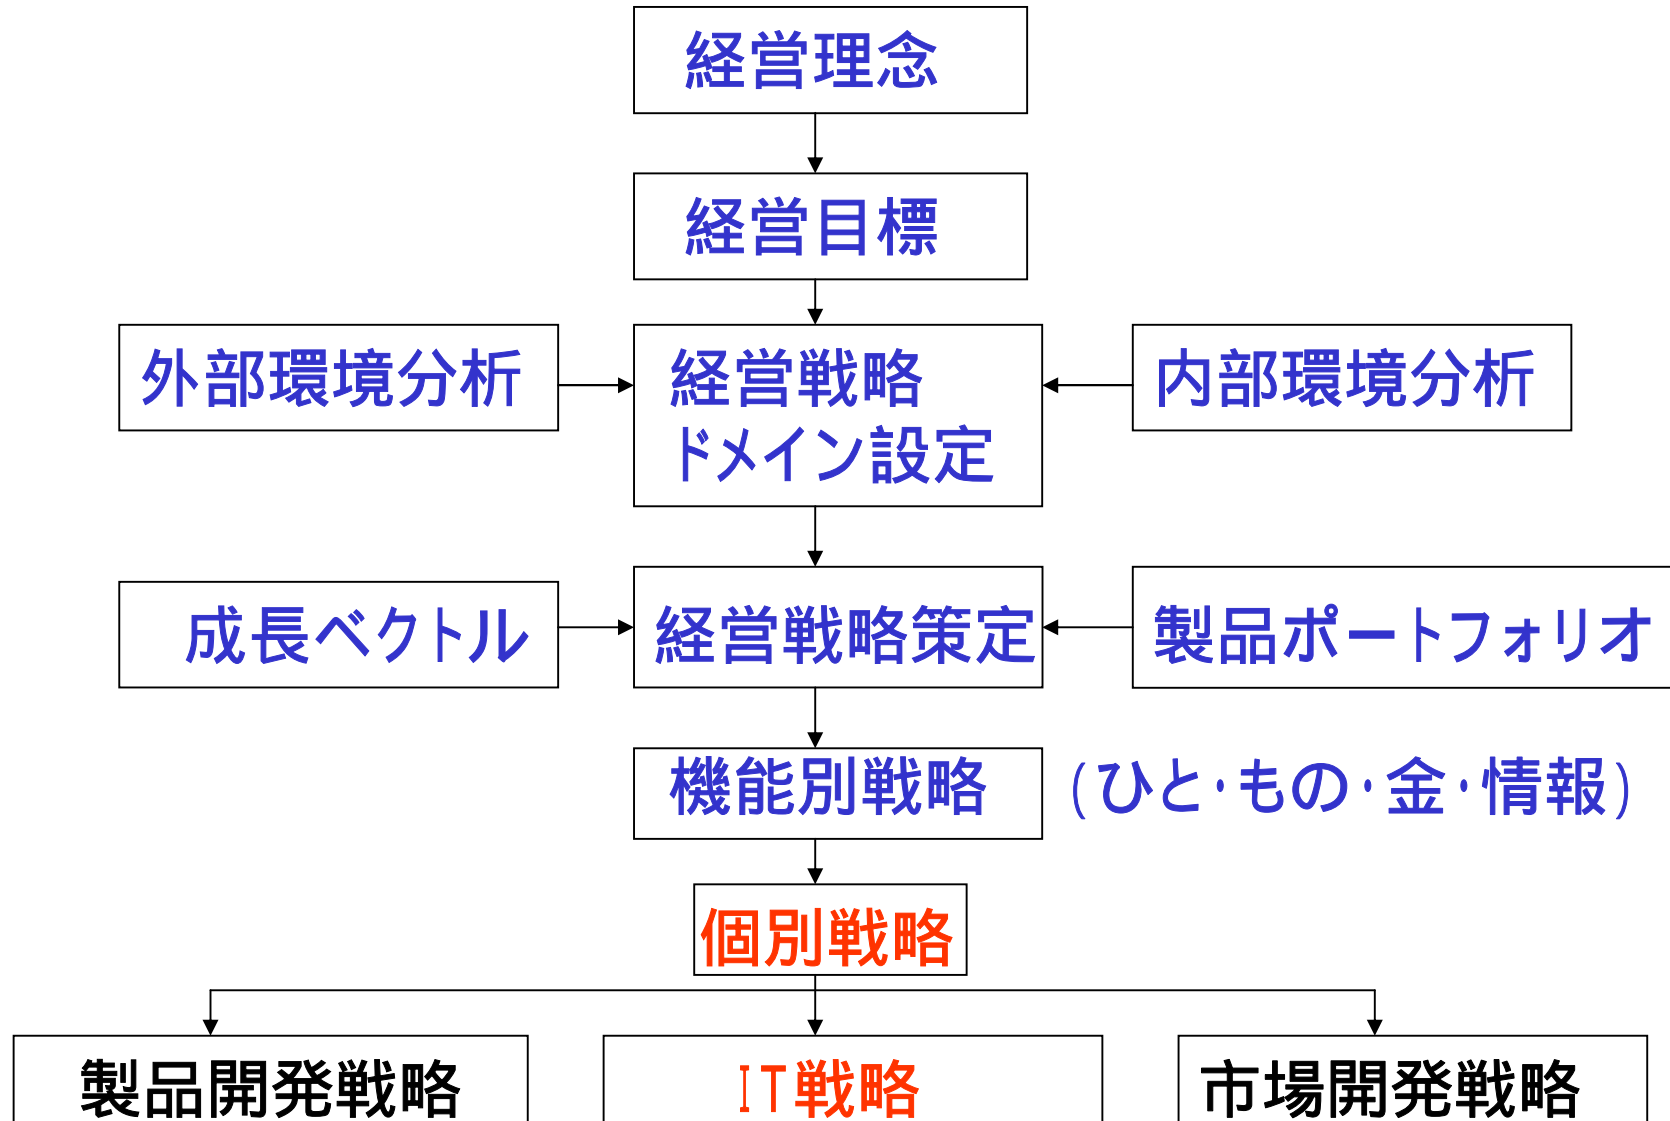 経営理念
経営目標
外部環境分析
経営戦略
ドメイン設定
内部環境分析
成長ベクトル
経営戦略策定
製品ポートフォリオ
機能別戦略
(ひと・もの・金・情報)
個別戦略
製品開発戦略
IT戦略
市場開発戦略